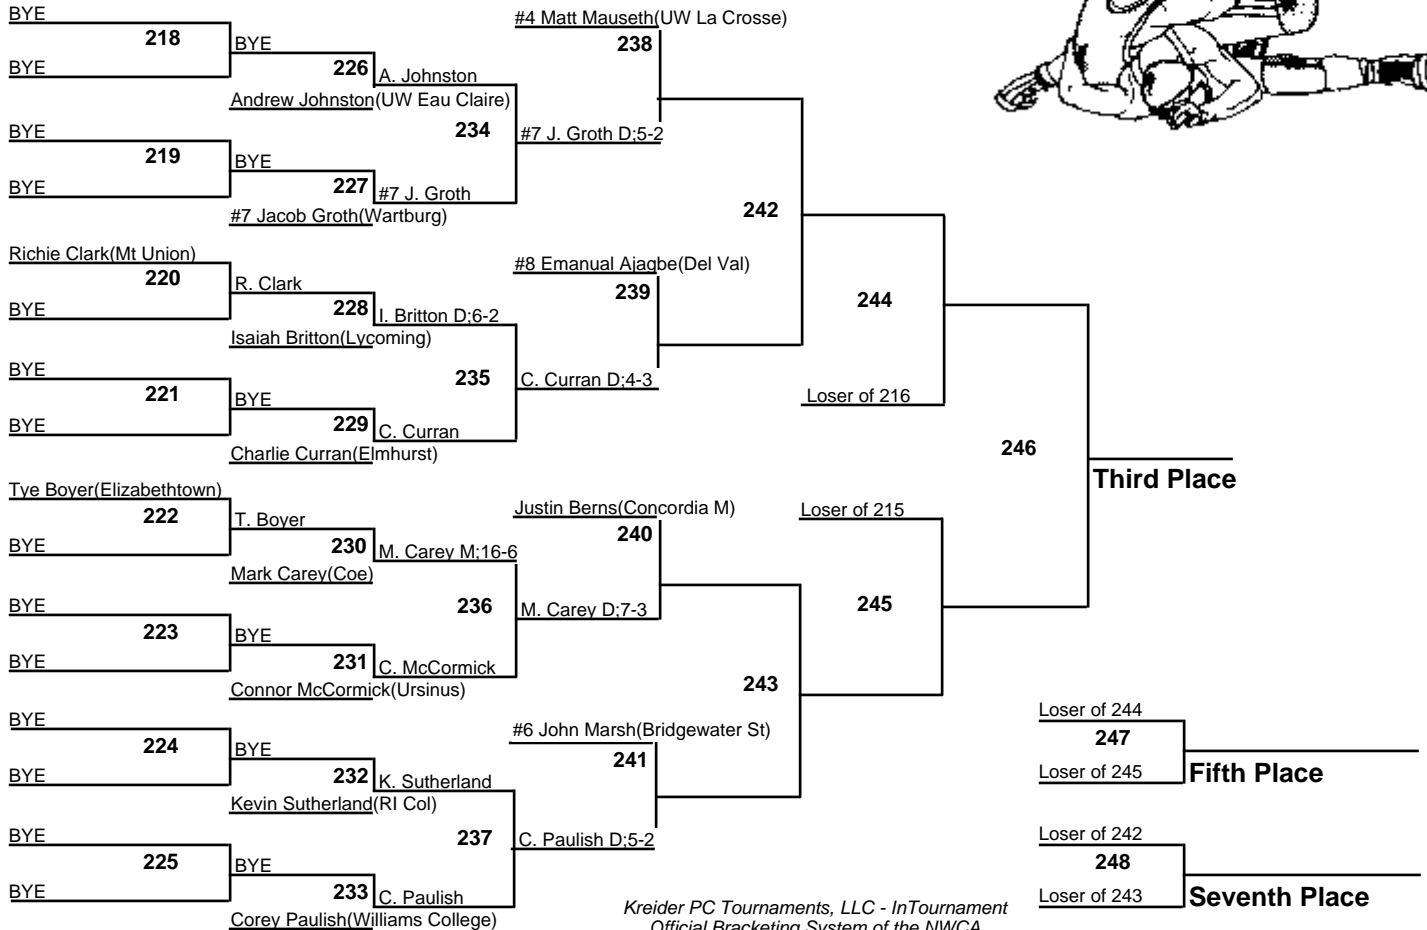 BYE
218
BYE
BYE
226
A. Johnston
Andrew Johnston(UW Eau Claire)
234
BYE
219
BYE
BYE
227
#7 J. Groth
#7 Jacob Groth(Wartburg)
#4 Matt Mauseth(UW La Crosse)
238
#7 J. Groth D;5-2
242
Richie Clark(Mt Union)
220
R. Clark
BYE
228
I. Britton D;6-2
Isaiah Britton(Lycoming)
235
BYE
221
BYE
BYE
229
C. Curran
Charlie Curran(Elmhurst)
#8 Emanual Ajagbe(Del Val)
239
C. Curran D;4-3
244
Loser of 216
246
Third Place
Tye Boyer(Elizabethtown)
222
T. Boyer
BYE
230
M. Carey M;16-6
Mark Carey(Coe)
236
BYE
223
BYE
BYE
231
C. McCormick
Connor McCormick(Ursinus)
Justin Berns(Concordia M)
240
M. Carey D;7-3
Loser of 215
245
243
BYE
224
BYE
BYE
232
K. Sutherland
Kevin Sutherland(RI Col)
237
BYE
225
BYE
BYE
233
C. Paulish
Corey Paulish(Williams College)
#6 John Marsh(Bridgewater St)
241
C. Paulish D;5-2
Loser of 244
247
Loser of 245
Fifth Place
Loser of 242
248
Loser of 243
Seventh Place
Kreider PC Tournaments, LLC - InTournament
Official Bracketing System of the NWCA